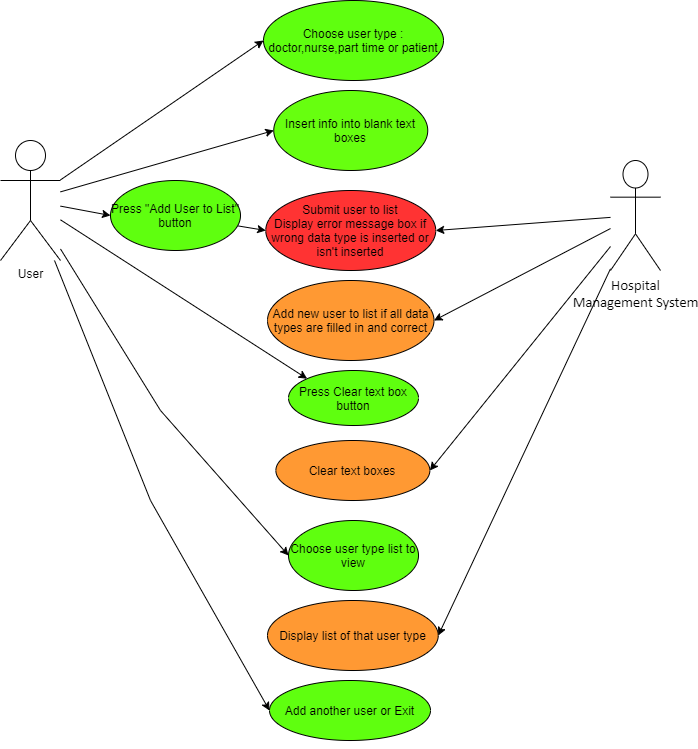 Choose user type :
doctor,nurse,part time or patient
Insert info into blank text
boxes
Press "Add User to List"
button
Submit user to list
Display error message box if
wrong data type is inserted or
isn't inserted
User
Hospital
Management System
Add new user to list if all data
types are filled in and correct
Press Clear text box
button
Clear text boxes
Choose user type list to
view
Display list of that user type
Add another user or Exit